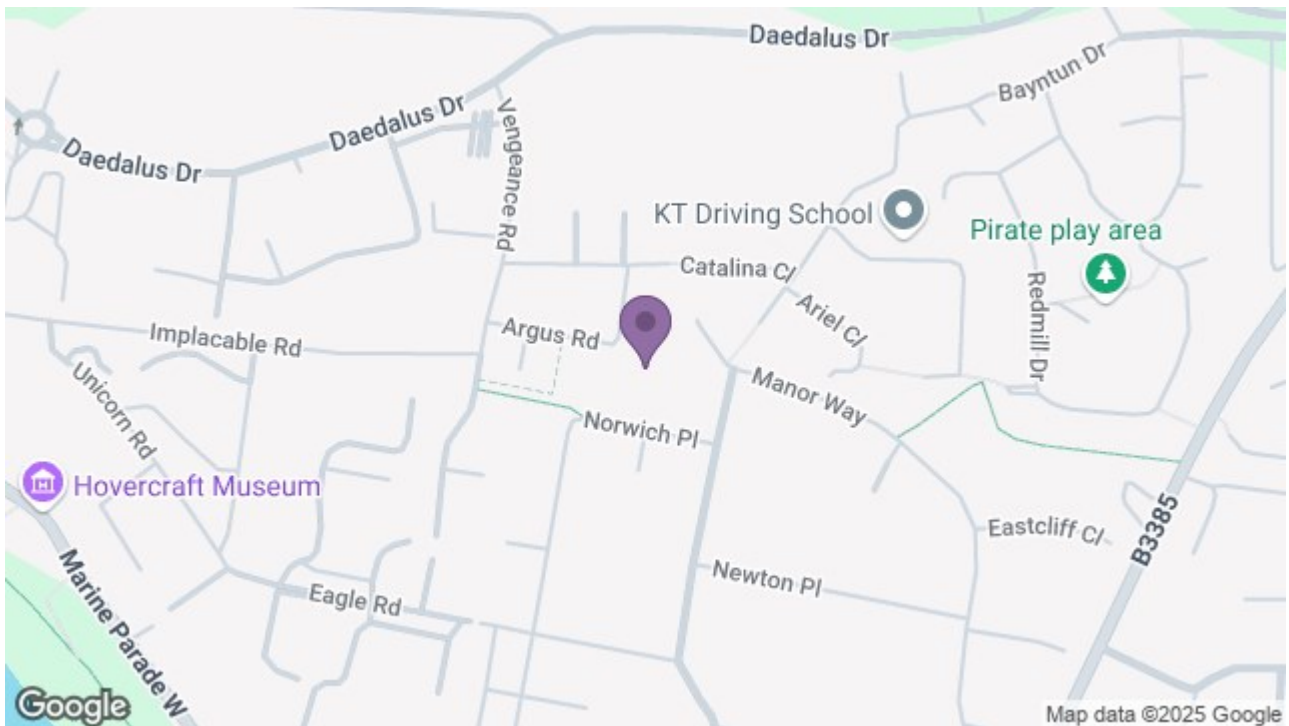 Daedalus Dr
Bayntun Dr
Daedalus Dr
Vengeance Rd
Daedalus Dr
KT Driving School
Pirate play area
Catalina Cl
Ariel Cl
Redmill Dr
Argus Rd
Implacable Rd
Unicorn Rd
Manor Way
Norwich Pl
Hovercraft Museum
B3385
Eastcliff Cl
Newton Pl
Eagle Rd
Marine Parade W
Google
Map data ©2025 Google